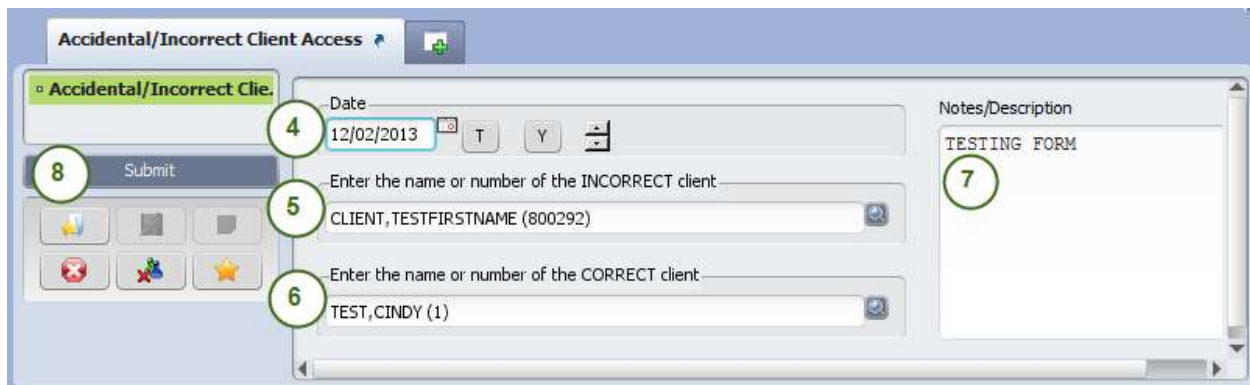 Accidental/Incorrect Client Access
Accidental/Incorrect Clie.
8
Submit
4
Date
12/02/2013
T
Y
5
Enter the name or number of the INCORRECT client
CLIENT,TESTFIRSTNAME (800292)
6
Enter the name or number of the CORRECT client
TEST,CINDY (1)
Notes/Description
TESTING FORM
7